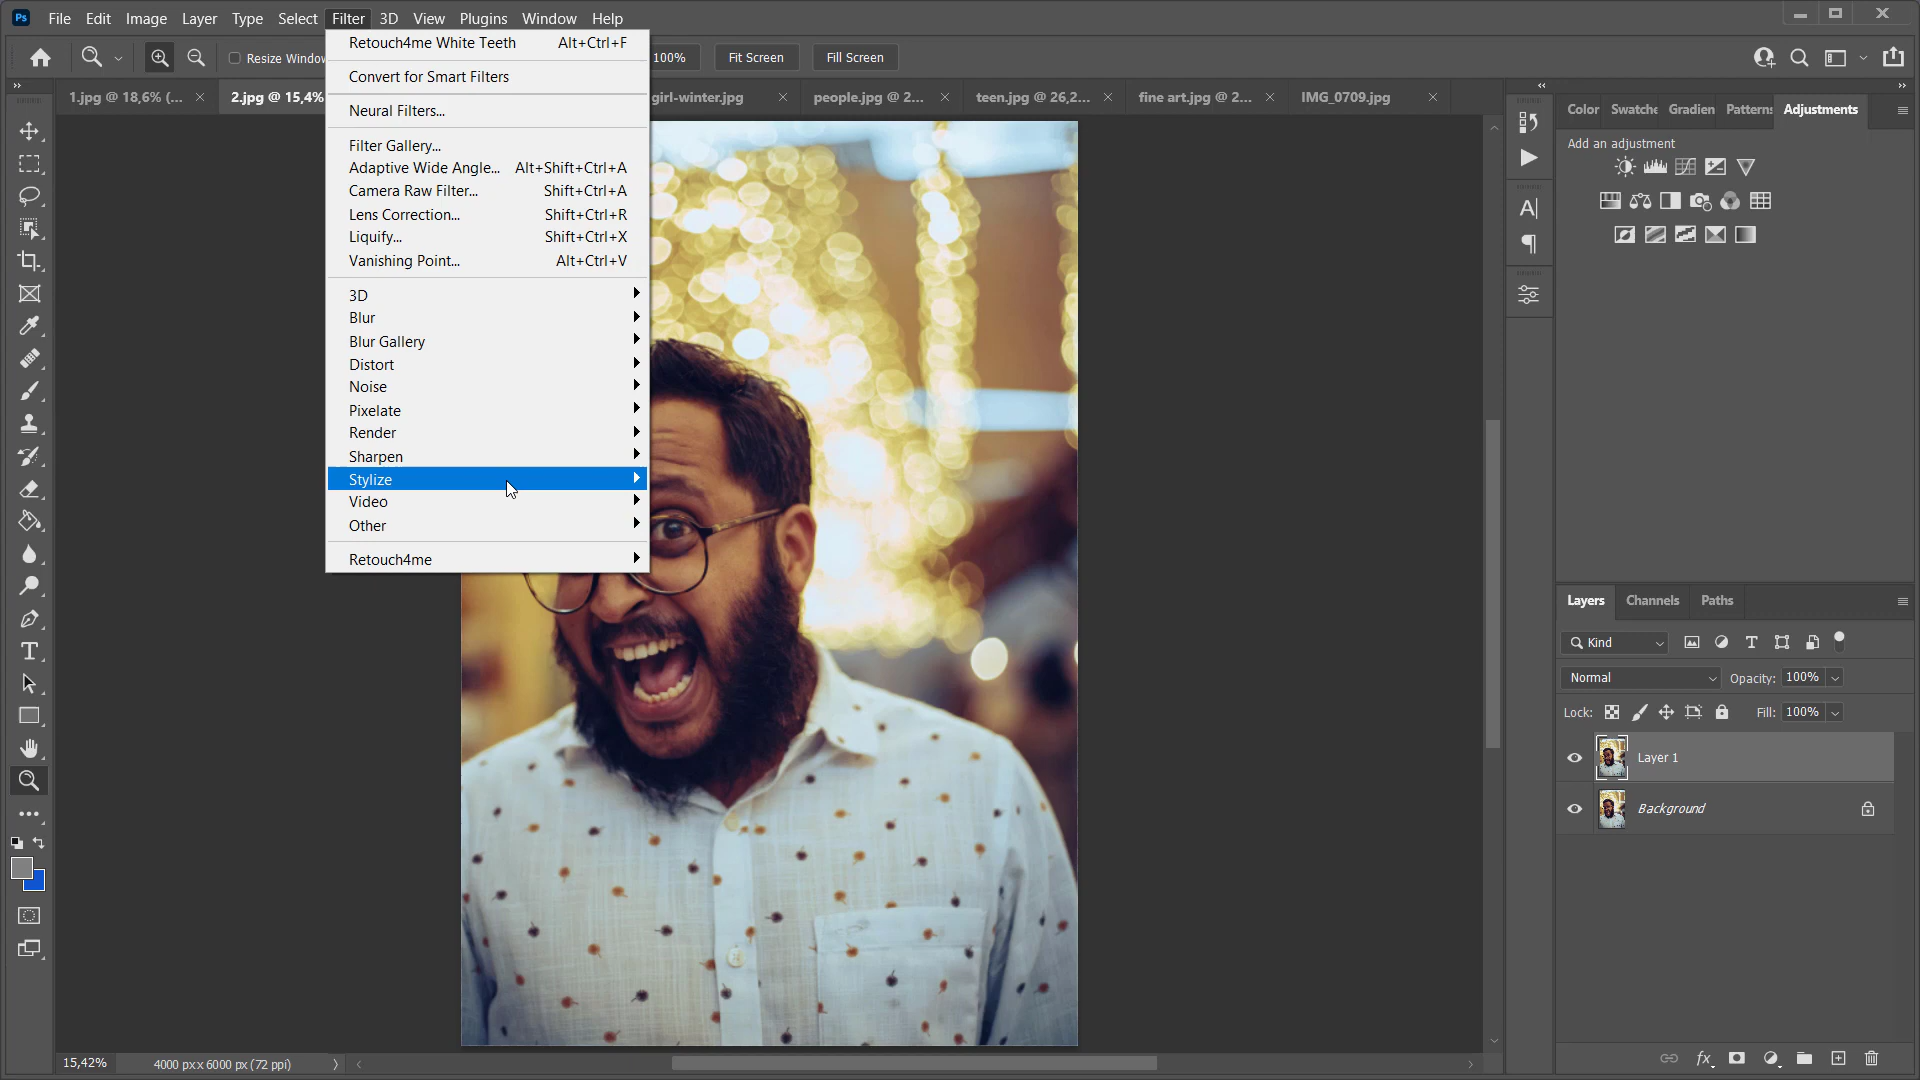 Ps File Edit Image Layer Type Select Filter 3D View Plugins Window Help
Resize Window 100% Fit Screen Fill Screen
1.jpg @ 18,6% (... 2.jpg @ 15,4% girl-winter.jpg people.jpg @ 2... teen.jpg @ 26,2... fine art.jpg @ 2... IMG_0709.jpg
Retouch4me White Teeth Alt+Ctrl+F
Convert for Smart Filters
Neural Filters...
Filter Gallery...
Adaptive Wide Angle... Alt+Shift+Ctrl+A
Camera Raw Filter... Shift+Ctrl+A
Lens Correction... Shift+Ctrl+R
Liquify... Shift+Ctrl+X
Vanishing Point... Alt+Ctrl+V
3D
Blur
Blur Gallery
Distort
Noise
Pixelate
Render
Sharpen
Stylize
Video
Other
Retouch4me
Color Swatche Gradien Patterns Adjustments
Add an adjustment
Layers Channels Paths
Kind
Normal Opacity: 100%
Lock: Fill: 100%
Layer 1
Background
fx
15,42% 4000 px x 6000 px (72 ppi)